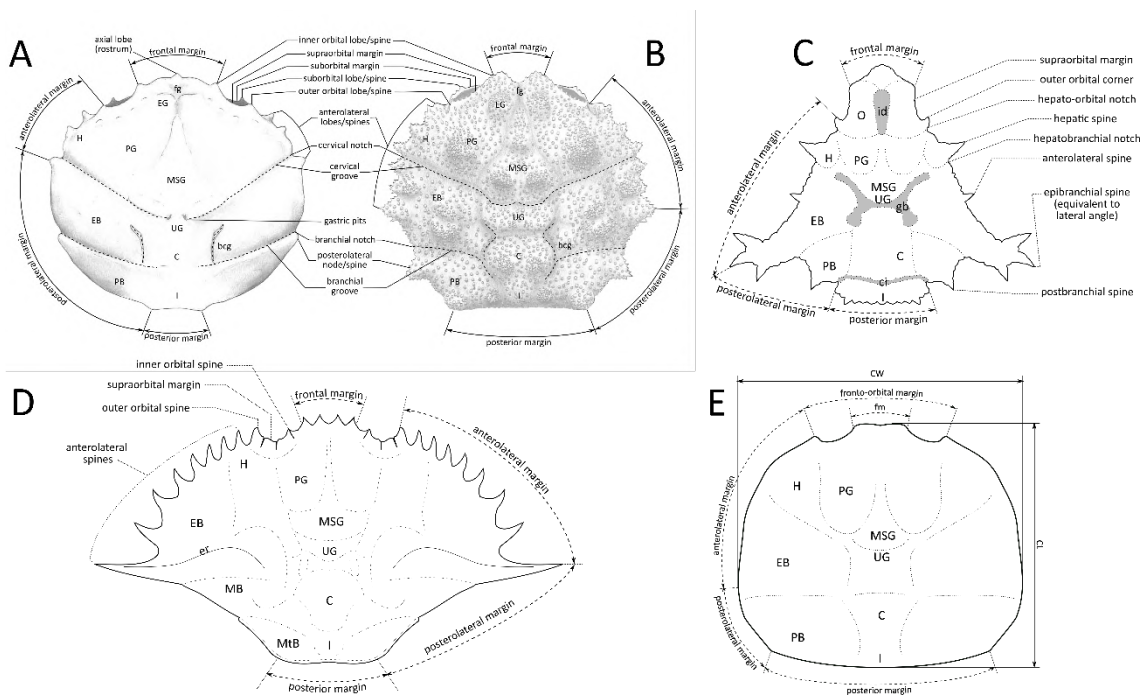 A
axial lobe
(rostrum)
frontal margin
inner orbital lobe/spine
supraorbital margin
suborbital margin
suborbital lobe/spine
outer orbital lobe/spine
anterolateral
lobes/spines
cervical notch
cervical
groove
gastric pits
branchial notch
posterolateral
node/spine
branchial
groove
anterolateral margin
posterolateral margin
posterior margin
fg
EG
H
PG
MSG
EB
UG
bcg
C
PB
I
B
frontal margin
anterolateral margin
posterolateral margin
posterior margin
fg
EG
H
PG
MSG
EB
UG
bcg
C
PB
I
C
frontal margin
supraorbital margin
outer orbital corner
hepato-orbital notch
hepatic spine
hepatobranchial notch
anterolateral spine
epibranchial spine
(equivalent to
lateral angle)
postbranchial spine
anterolateral margin
posterolateral margin
posterior margin
O
id
H
PG
MSG
UG
gb
EB
PB
C
ci
I
D
inner orbital spine
supraorbital margin
outer orbital spine
anterolateral
spines
frontal margin
anterolateral margin
posterolateral margin
posterior margin
H
PG
EB
MSG
er
UG
MB
C
MtB
I
E
CW
fronto-orbital margin
fm
anterolateral margin
posterolateral margin
posterior margin
CL
H
PG
MSG
UG
EB
C
PB
I